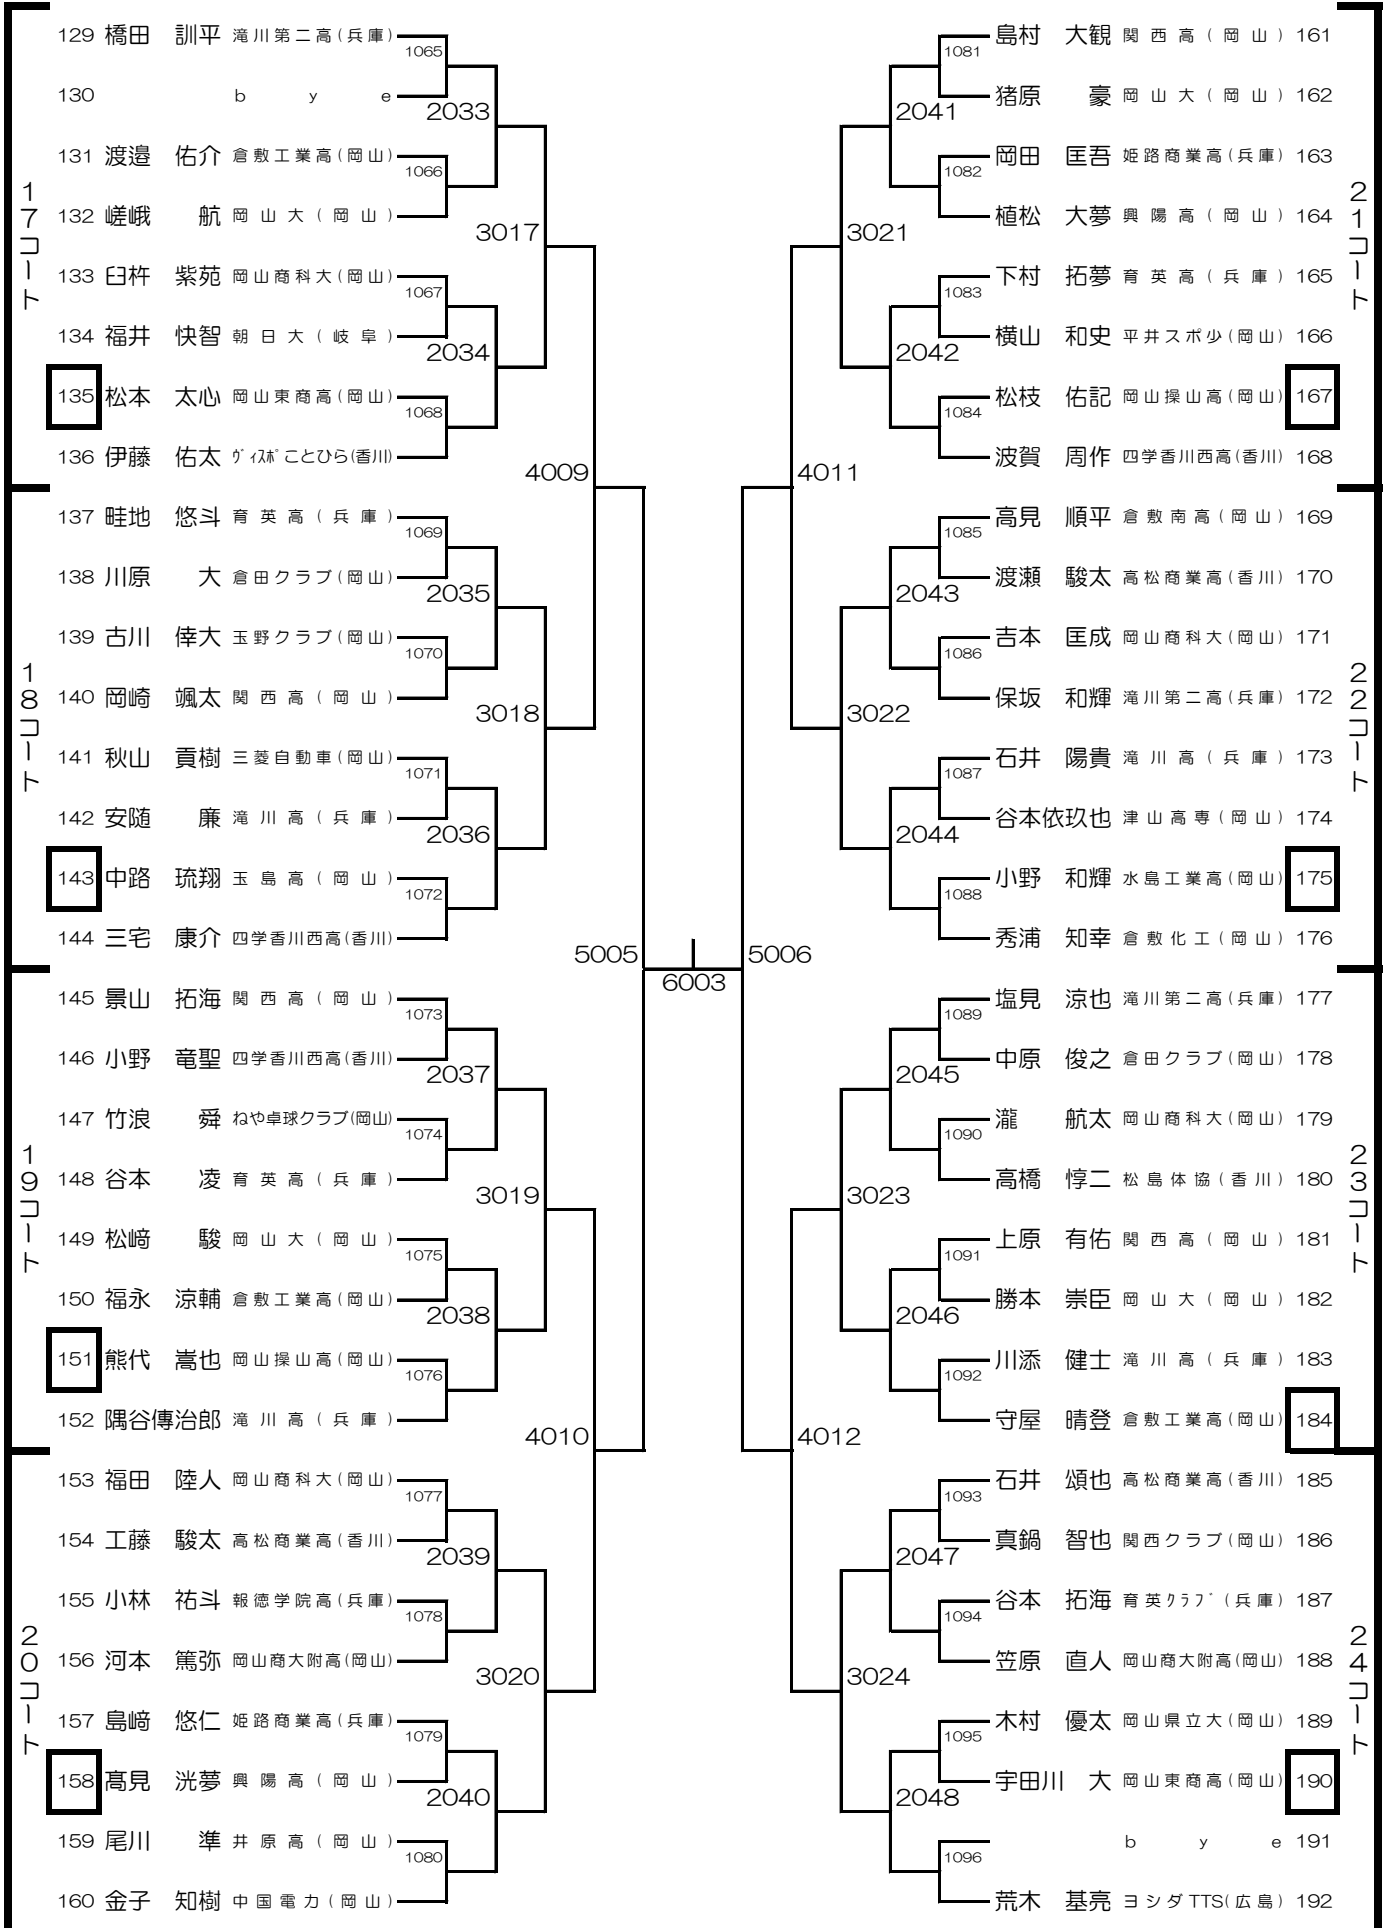 17コート
129 橋田 訓平 滝川第二高(兵庫)
1065
130 bye
2033
131 渡邉 佑介 倉敷工業高(岡山)
1066
132 嵯峨 航 岡山大(岡山)
3017
133 臼杵 紫苑 岡山商科大(岡山)
1067
134 福井 快智 朝日大(岐阜)
2034
135 松本 太心 岡山東商高(岡山)
1068
136 伊藤 佑太 ヴィスポことひら(香川)
4009
18コート
137 畦地 悠斗 育英高(兵庫)
1069
138 川原 大 倉田クラブ(岡山)
2035
139 古川 倖大 玉野クラブ(岡山)
1070
140 岡崎 颯太 関西高(岡山)
3018
141 秋山 貢樹 三菱自動車(岡山)
1071
142 安随 廉 滝川高(兵庫)
2036
143 中路 琉翔 玉島高(岡山)
1072
144 三宅 康介 四学香川西高(香川)
5005
6003
19コート
145 景山 拓海 関西高(岡山)
1073
146 小野 竜聖 四学香川西高(香川)
2037
147 竹浪 舜 ねや卓球クラブ(岡山)
1074
148 谷本 凌 育英高(兵庫)
3019
149 松﨑 駿 岡山大(岡山)
1075
150 福永 涼輔 倉敷工業高(岡山)
2038
151 熊代 嵩也 岡山操山高(岡山)
1076
152 隅谷傳治郎 滝川高(兵庫)
4010
20コート
153 福田 陸人 岡山商科大(岡山)
1077
154 工藤 駿太 高松商業高(香川)
2039
155 小林 祐斗 報徳学院高(兵庫)
1078
156 河本 篤弥 岡山商大附高(岡山)
3020
157 島﨑 悠仁 姫路商業高(兵庫)
1079
158 髙見 洸夢 興陽高(岡山)
2040
159 尾川 準 井原高(岡山)
1080
160 金子 知樹 中国電力(岡山)
21コート
島村 大観 関西高(岡山) 161
1081
猪原 豪 岡山大(岡山) 162
2041
岡田 匡吾 姫路商業高(兵庫) 163
1082
植松 大夢 興陽高(岡山) 164
3021
下村 拓夢 育英高(兵庫) 165
1083
横山 和史 平井スポ少(岡山) 166
2042
松枝 佑記 岡山操山高(岡山) 167
1084
波賀 周作 四学香川西高(香川) 168
4011
22コート
高見 順平 倉敷南高(岡山) 169
1085
渡瀬 駿太 高松商業高(香川) 170
2043
吉本 匡成 岡山商科大(岡山) 171
1086
保坂 和輝 滝川第二高(兵庫) 172
3022
石井 陽貴 滝川高(兵庫) 173
1087
谷本依玖也 津山高専(岡山) 174
2044
小野 和輝 水島工業高(岡山) 175
1088
秀浦 知幸 倉敷化工(岡山) 176
5006
23コート
塩見 涼也 滝川第二高(兵庫) 177
1089
中原 俊之 倉田クラブ(岡山) 178
2045
瀧 航太 岡山商科大(岡山) 179
1090
高橋 惇二 松島体協(香川) 180
3023
上原 有佑 関西高(岡山) 181
1091
勝本 崇臣 岡山大(岡山) 182
2046
川添 健士 滝川高(兵庫) 183
1092
守屋 晴登 倉敷工業高(岡山) 184
4012
24コート
石井 頌也 高松商業高(香川) 185
1093
真鍋 智也 関西クラブ(岡山) 186
2047
谷本 拓海 育英クラブ(兵庫) 187
1094
笠原 直人 岡山商大附高(岡山) 188
3024
木村 優太 岡山県立大(岡山) 189
1095
宇田川 大 岡山東商高(岡山) 190
2048
bye 191
1096
荒木 基亮 ヨシダTTS(広島) 192